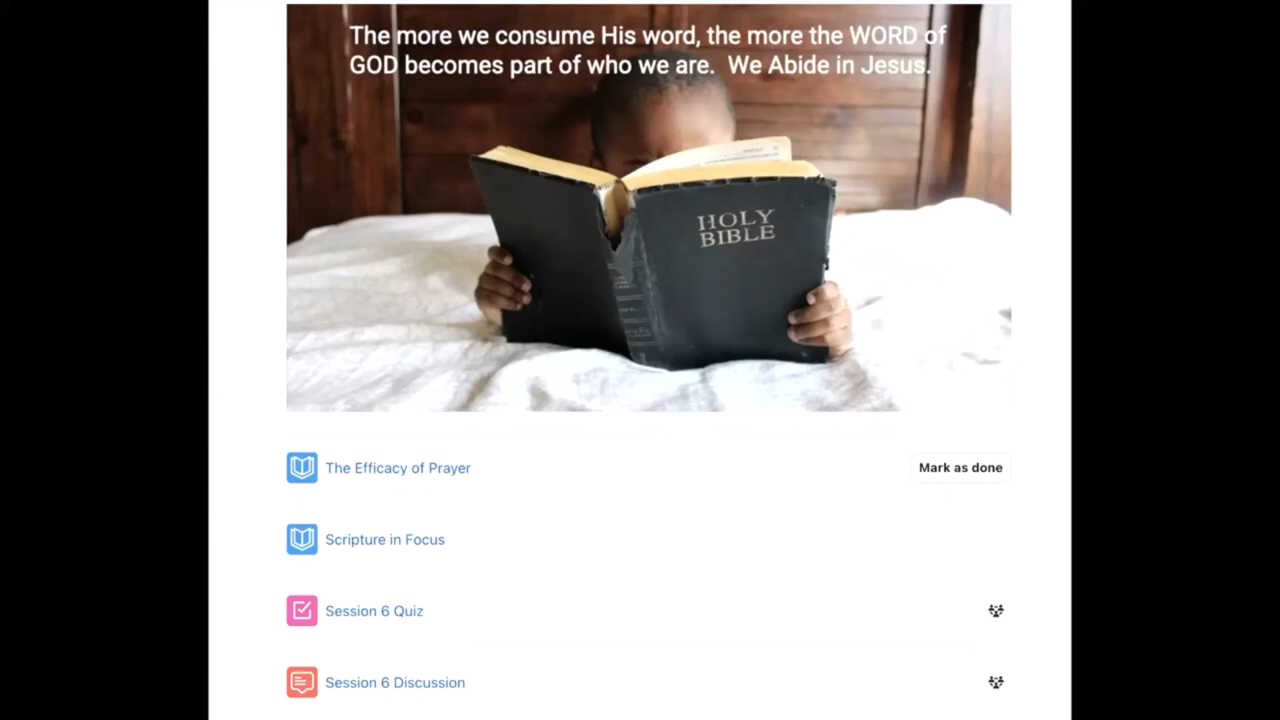 The more we consume His word, the more the WORD of
GOD becomes part of who we are.  We Abide in Jesus.
HOLY
BIBLE
The Efficacy of Prayer
Mark as done
Scripture in Focus
Session 6 Quiz
Session 6 Discussion